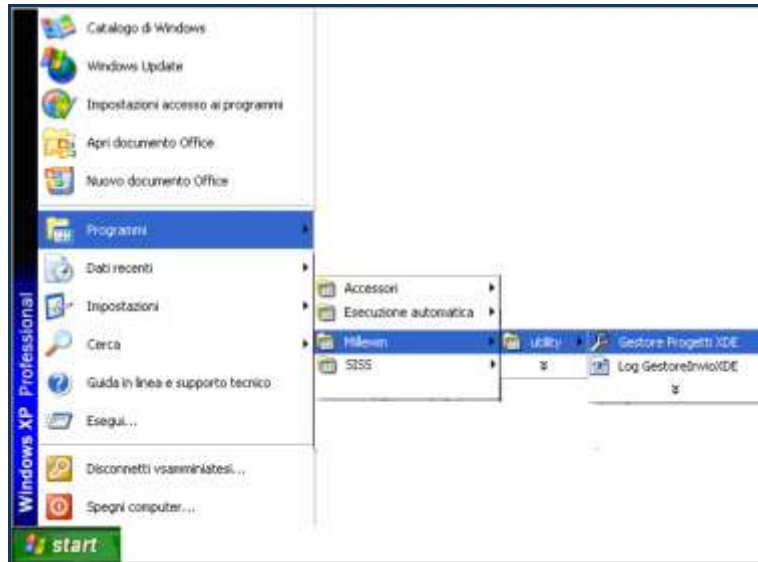 Catalogo di Windows
Windows Update
Impostazioni accesso ai programmi
Apri documento Office
Nuovo documento Office
Programmi
Dati recenti
Impostazioni
Cerca
Guida in linea e supporto tecnico
Esegui...
Disconnetti vsamminiatesi...
Spegni computer...
Accessori
Esecuzione automatica
Millewin
SISS
utility
Gestore Progetti XDE
Log GestoreInvioXDE
Windows XP Professional
start